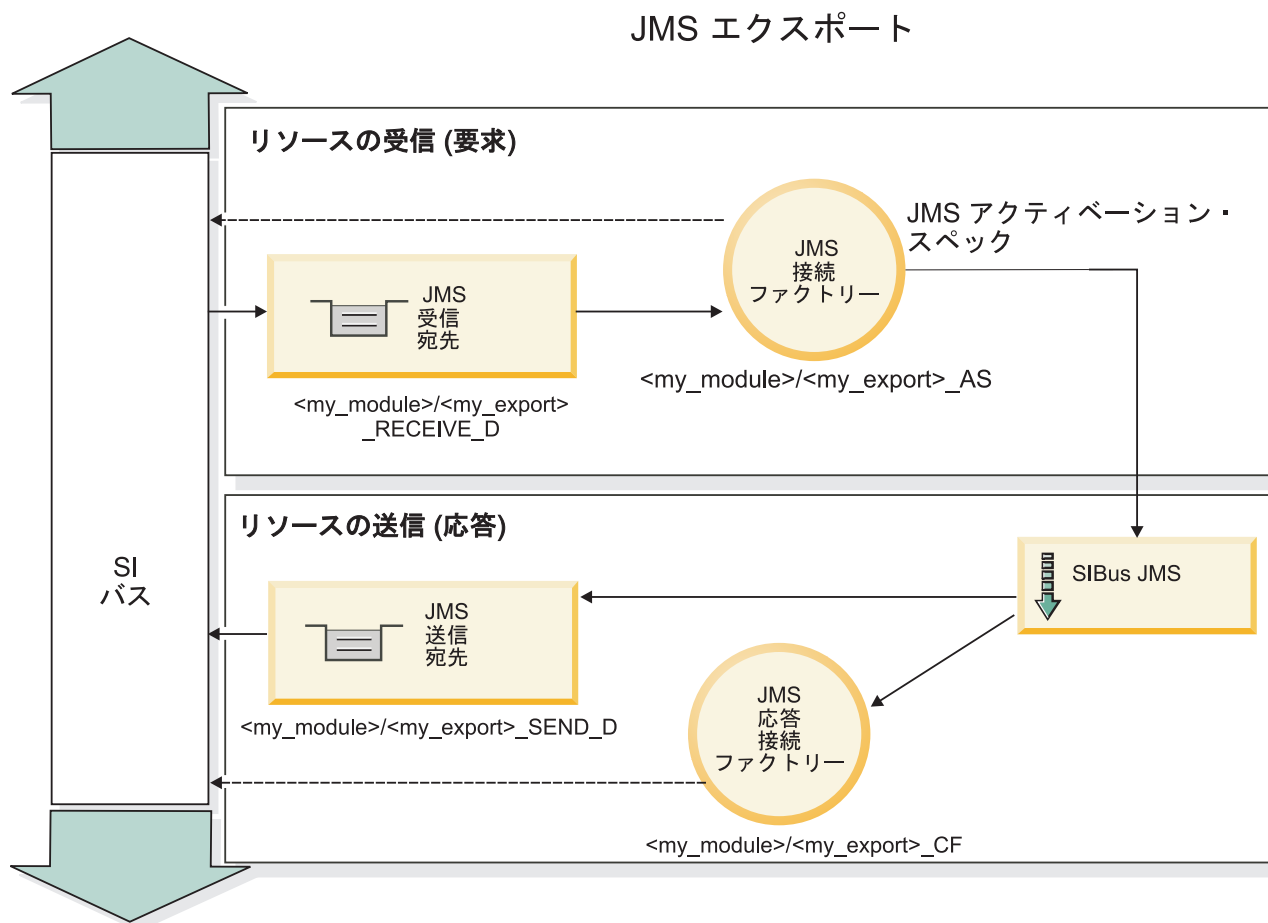 JMS エクスポート
リソースの受信 (要求)
JMS
接続
ファクトリー
JMS アクティベーション・
スペック
JMS
受信
宛先
<my_module>/<my_export>_AS
<my_module>/<my_export>
_RECEIVE_D
リソースの送信 (応答)
SI
バス
SIBus JMS
JMS
送信
宛先
<my_module>/<my_export>_SEND_D
JMS
応答
接続
ファクトリー
<my_module>/<my_export>_CF